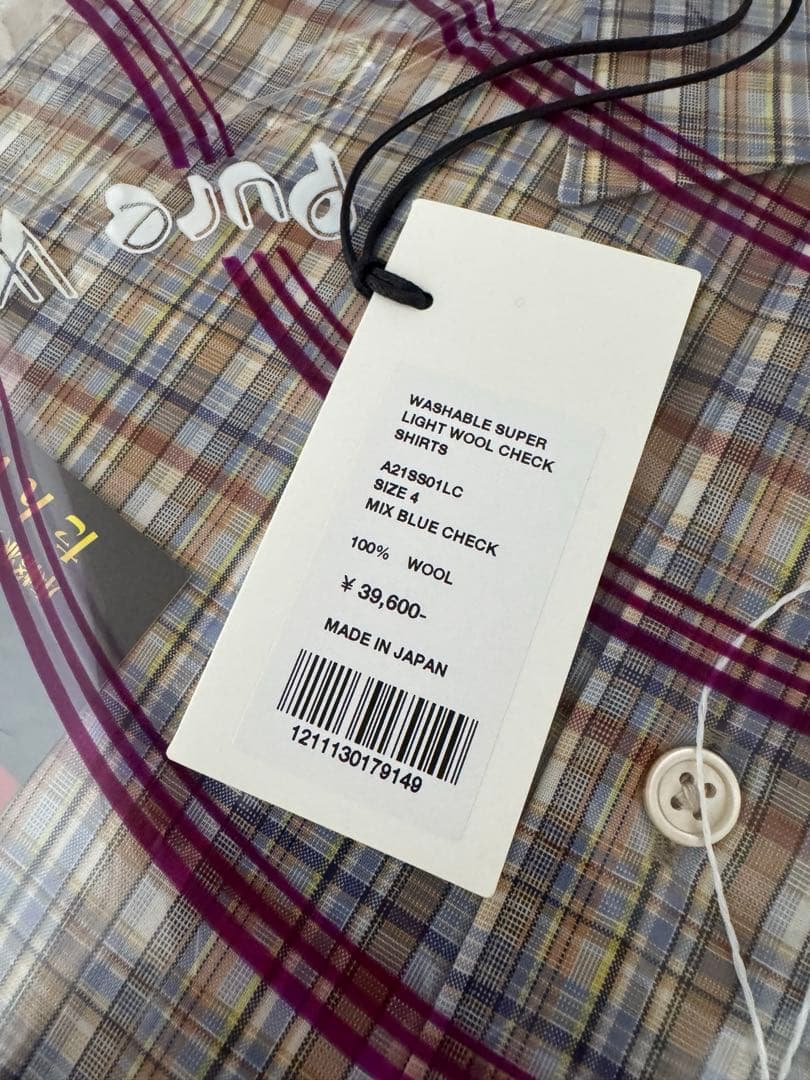 pure
WASHABLE SUPER
LIGHT WOOL CHECK
SHIRTS
A21SS01LC
SIZE 4
MIX BLUE CHECK
100% WOOL
¥ 39,600-
MADE IN JAPAN
1211130179149